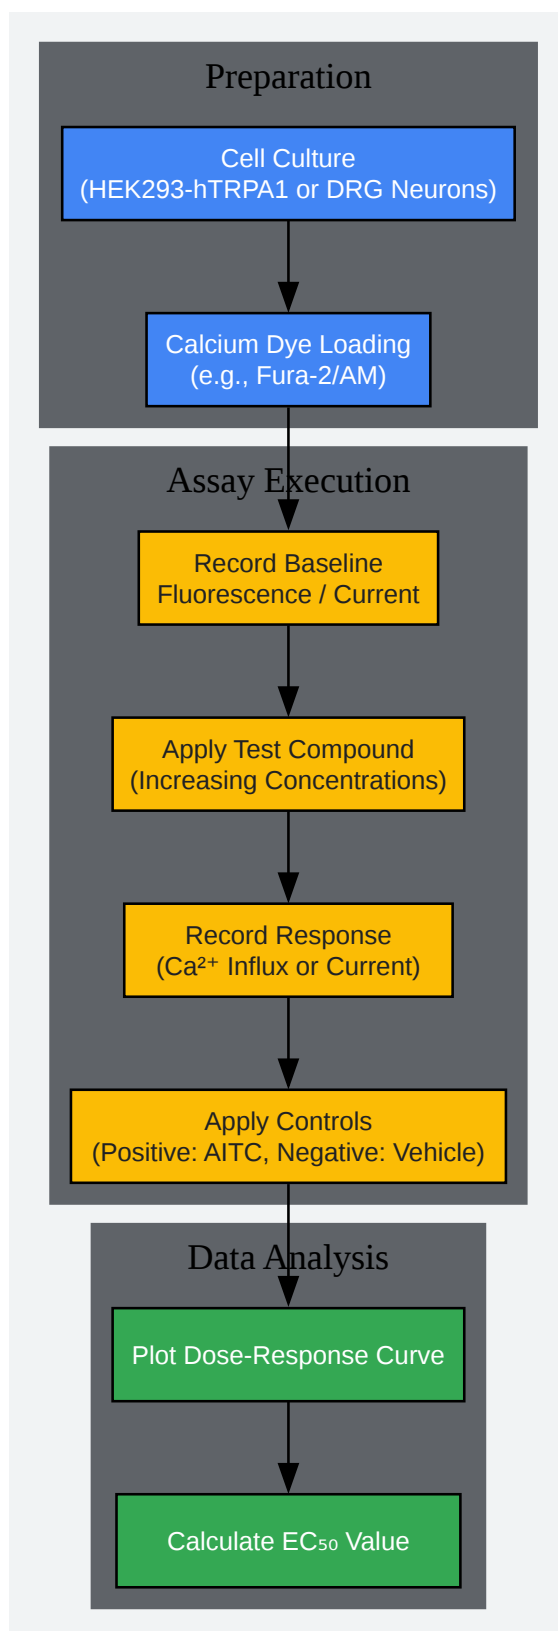 Preparation
Cell Culture
(HEK293-hTRPA1 or DRG Neurons)
Calcium Dye Loading
(e.g., Fura-2/AM)
Assay Execution
Record Baseline
Fluorescence / Current
Apply Test Compound
(Increasing Concentrations)
Record Response
(Ca²⁺ Influx or Current)
Apply Controls
(Positive: AITC, Negative: Vehicle)
Data Analysis
Plot Dose-Response Curve
Calculate EC₅₀ Value